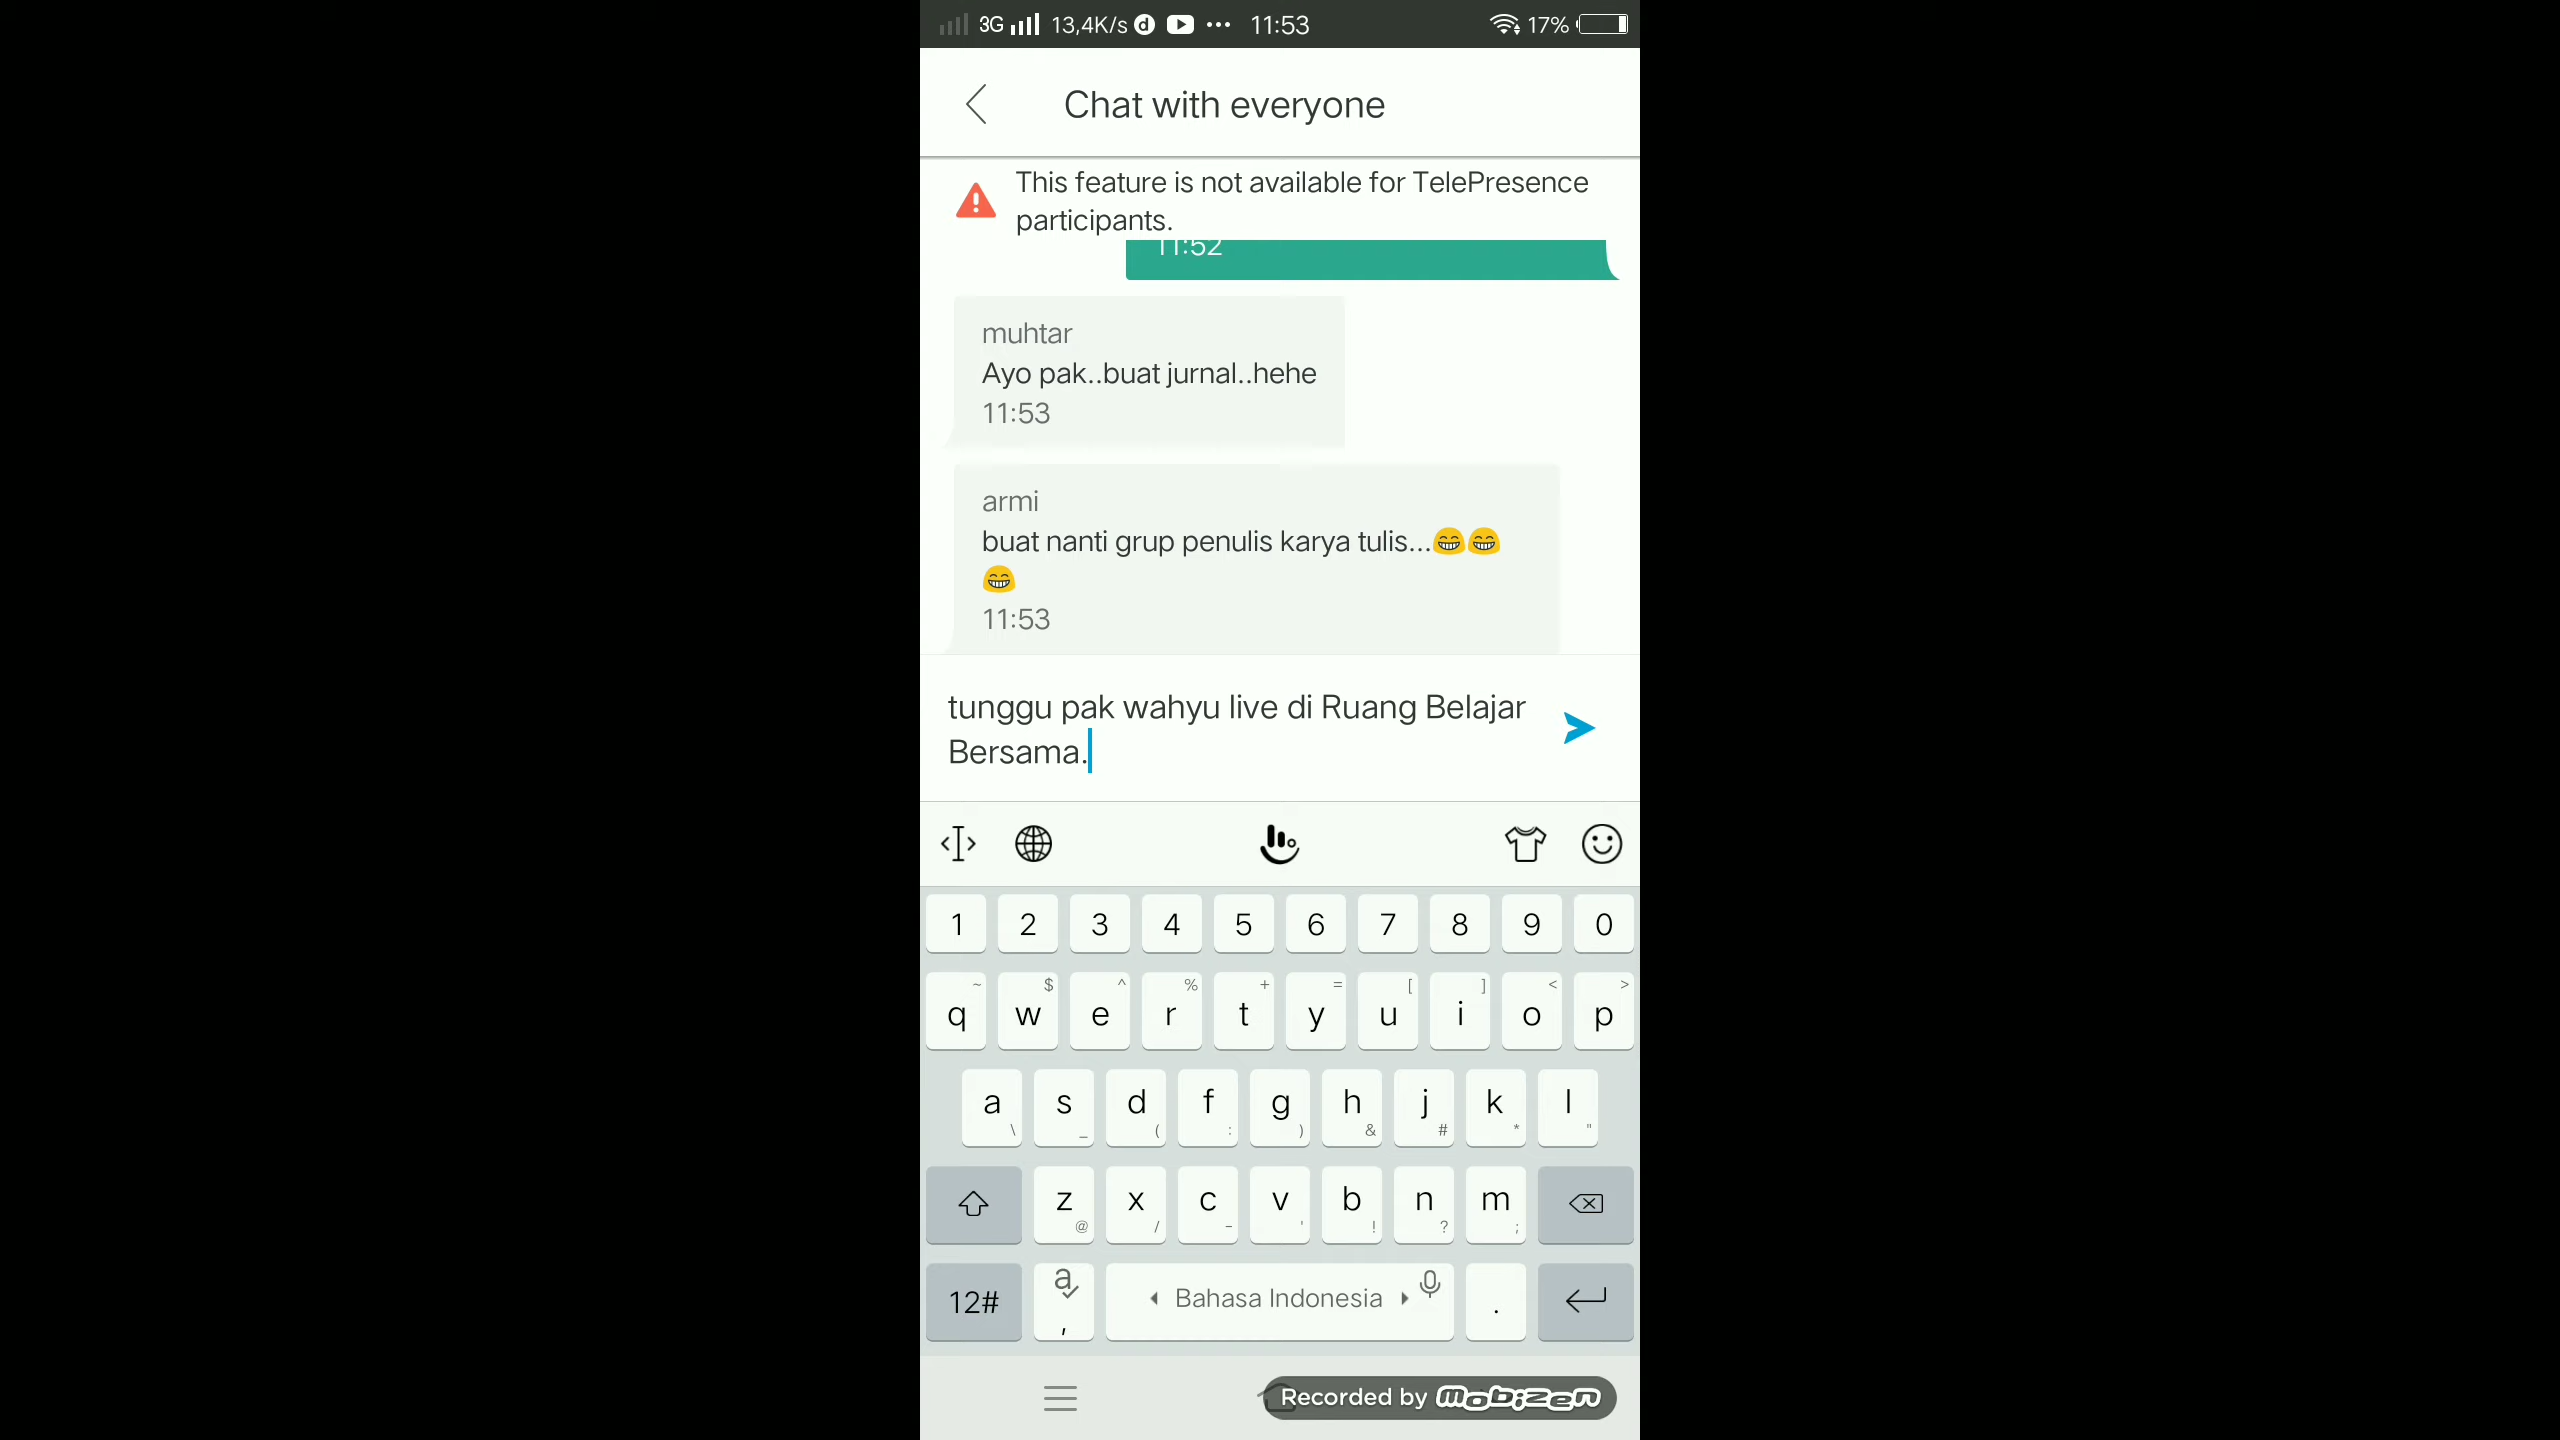 3G 13,4K/s 11:53 17%
Chat with everyone
This feature is not available for TelePresence
participants.
11:52
muhtar
Ayo pak..buat jurnal..hehe
11:53
armi
buat nanti grup penulis karya tulis...😁😁
😁
11:53
tunggu pak wahyu live di Ruang Belajar
Bersama.
1 2 3 4 5 6 7 8 9 0
~ $ ^ % + = [ ] < >
q w e r t y u i o p
a s d f g h j k l
\ _ ( : ) & # * "
z x c v b n m
@ / - ' ! ? ;
12# a , Bahasa Indonesia .
Recorded by mobizen